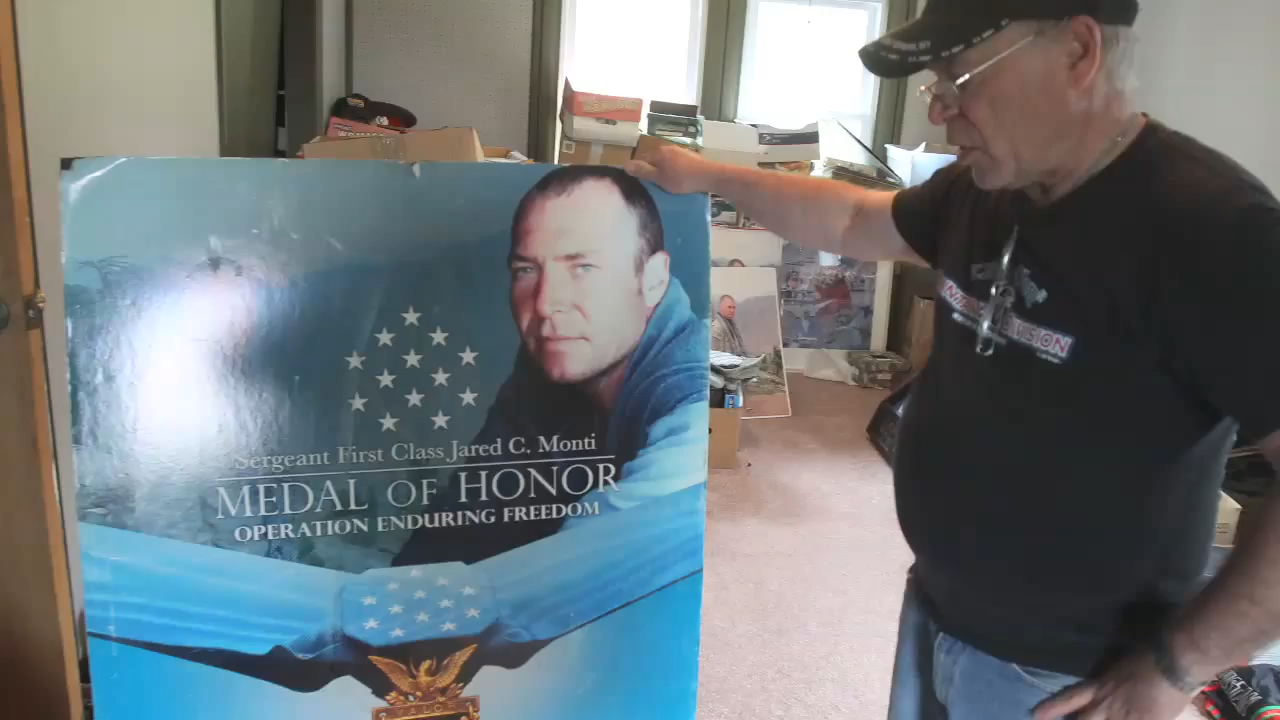 Sergeant First Class Jared C. Monti
MEDAL OF HONOR
OPERATION ENDURING FREEDOM